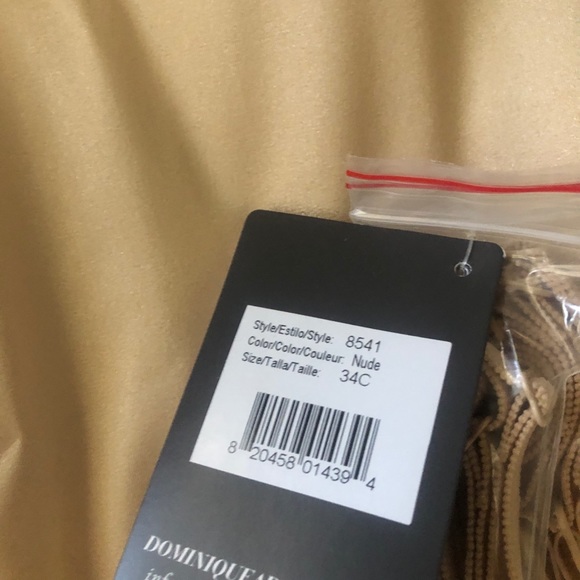 Style/Estilo/Style: 8541
Color/Color/Couleur: Nude
Size/Talla/Taille: 34C
8 20458 01439 4